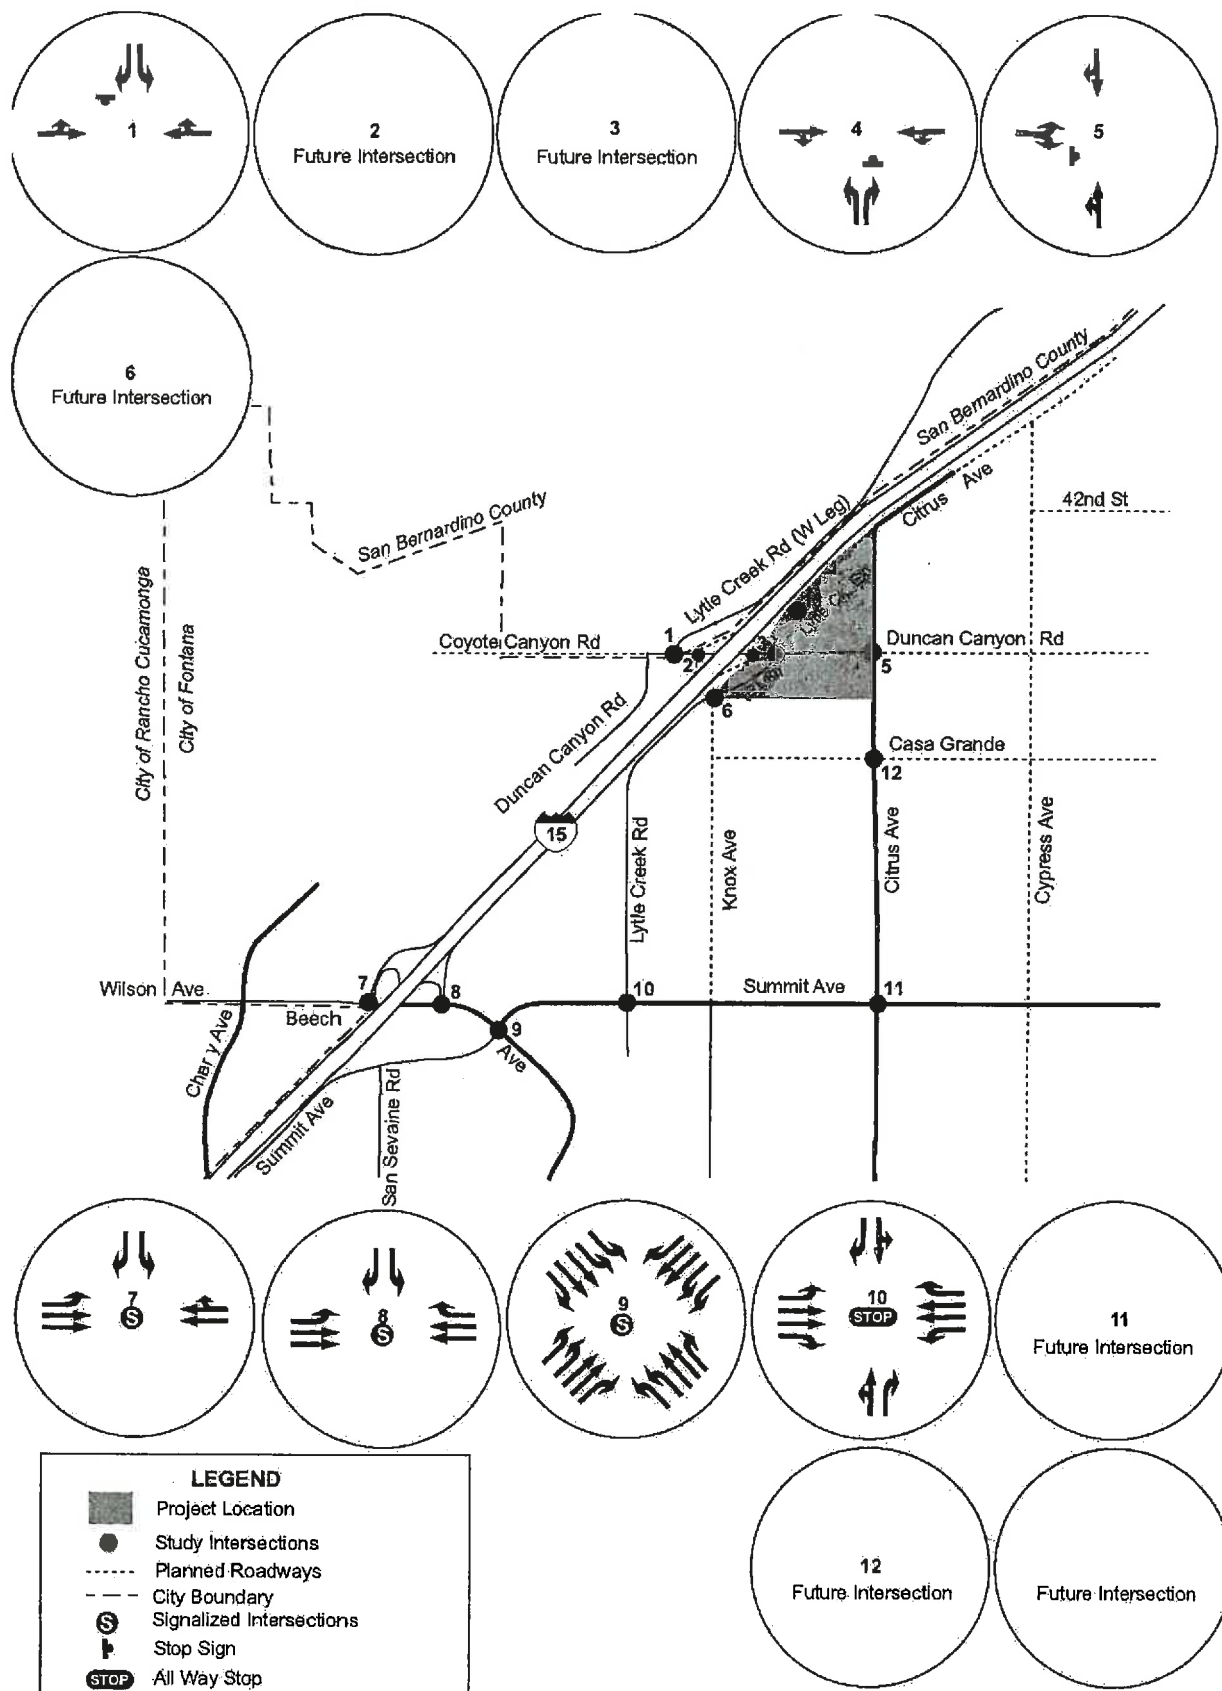 1
2
Future Intersection
3
Future Intersection
4
5
6
Future Intersection
San Bernardino County
Citrus Ave
42nd St
San Bernardino County
Lytle Creek Rd (W Leg)
City of Rancho Cucamonga
City of Fontana
Coyote Canyon Rd
1
2
Duncan Canyon Rd
5
6
Duncan Canyon Rd
Casa Grande
12
15
Lytle Creek Rd
Knox Ave
Citrus Ave
Cypress Ave
Wilson Ave
7
8
10
Summit Ave
11
Beech
9
Ave
Cher y Ave
Summit Ave
San Sevaine Rd
7
S
8
S
9
S
10
STOP
11
Future Intersection
LEGEND
Project Location
Study Intersections
Planned Roadways
City Boundary
S Signalized Intersections
Stop Sign
STOP All Way Stop
12
Future Intersection
Future Intersection